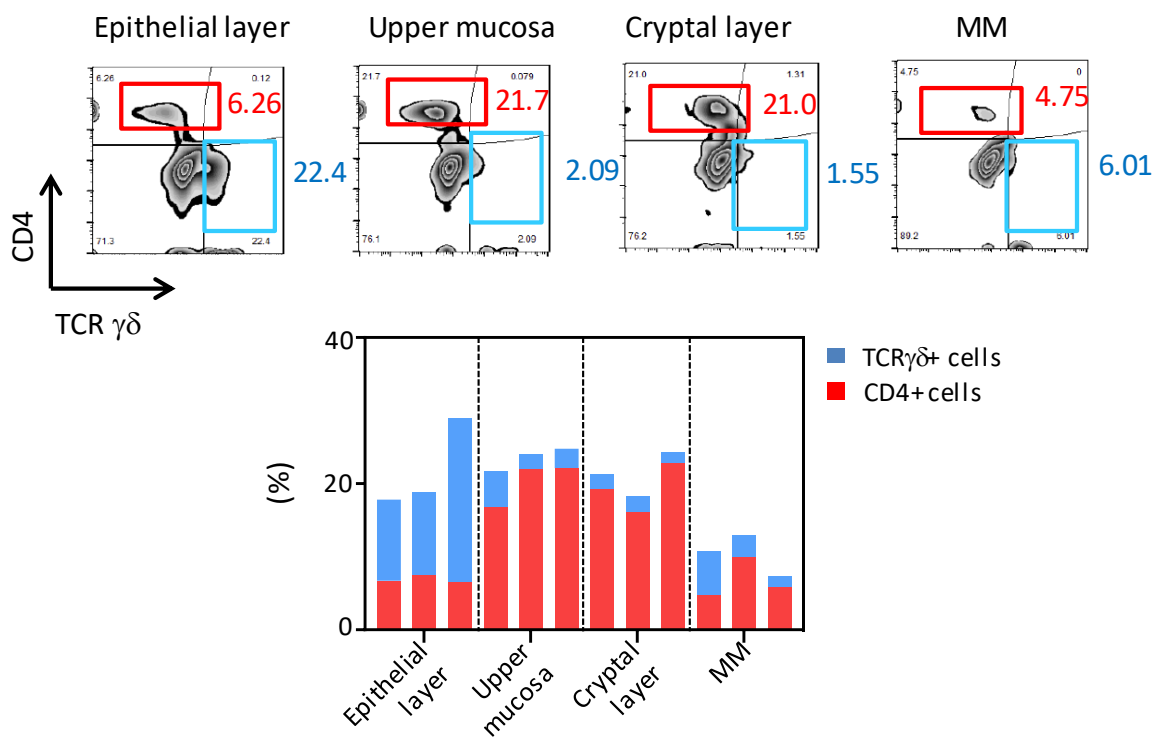 Epithelial layer
Upper mucosa
Cryptal layer
MM
6.26
0.12
6.26
71.3
22.4
22.4
21.7
0.079
21.7
76.1
2.09
2.09
21.0
1.31
21.0
76.2
1.55
1.55
4.75
0
4.75
89.2
6.01
6.01
CD4
TCR γδ
40
20
0
(%)
TCRγδ+ cells
CD4+ cells
Epithelial
layer
Upper
mucosa
Cryptal
layer
MM